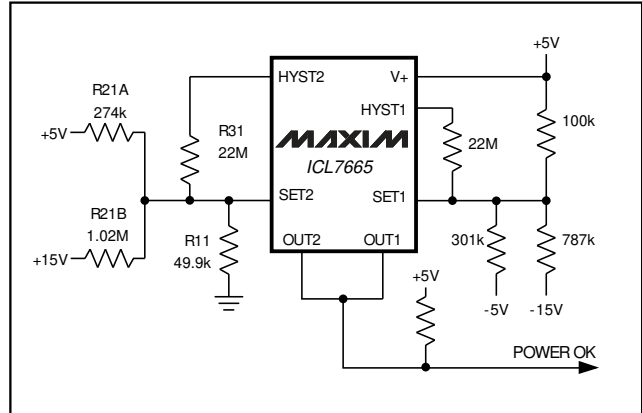 +5V
R21A
274k
+5V
R21B
1.02M
+15V
R31
22M
R11
49.9k
HYST2
V+
HYST1
MAXIM
ICL7665
SET2
SET1
OUT2
OUT1
22M
100k
301k
787k
-5V
-15V
+5V
POWER OK